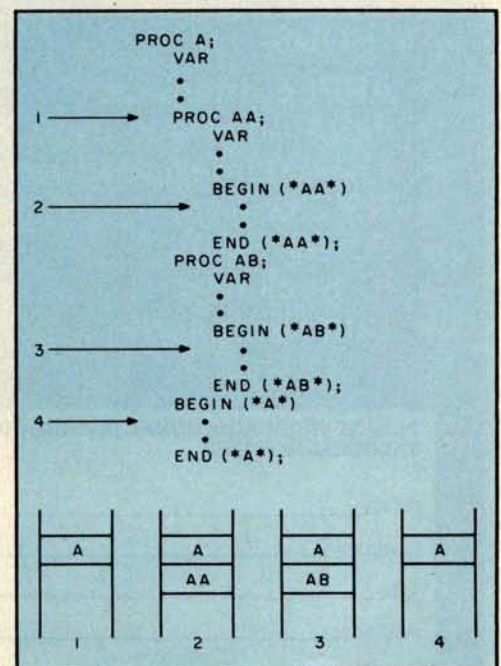 PROC A;
VAR
•
•
1 PROC AA;
VAR
•
•
BEGIN (*AA*)
2 •
•
END (*AA*);
PROC AB;
VAR
•
•
BEGIN (*AB*)
3 •
•
END (*AB*);
BEGIN (*A*)
4 •
•
END (*A*);
A A A A
AA AB
1 2 3 4